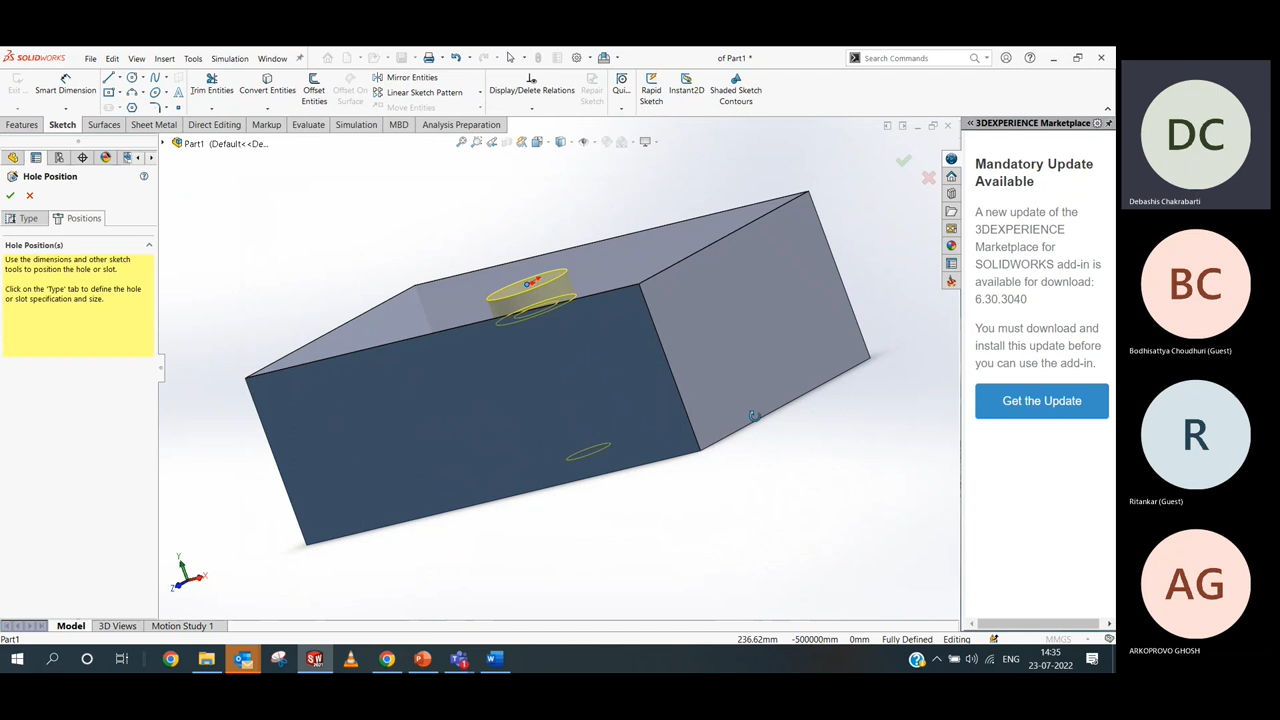 SOLIDWORKS File Edit View Insert Tools Simulation Window of Part1 * Search Commands
Exit ... Smart Dimension Trim Entities Convert Entities Offset Entities Offset On Surface Mirror Entities Linear Sketch Pattern Move Entities Display/Delete Relations Repair Sketch Qui... Rapid Sketch Instant2D Shaded Sketch Contours
Features Sketch Surfaces Sheet Metal Direct Editing Markup Evaluate Simulation MBD Analysis Preparation
3DEXPERIENCE Marketplace
Part1 (Default<<De...
Hole Position
Type Positions
Hole Position(s)
Use the dimensions and other sketch
tools to position the hole or slot.
Click on the 'Type' tab to define the hole
or slot specification and size.
Y
X
Z
Mandatory Update
Available
A new update of the
3DEXPERIENCE
Marketplace for
SOLIDWORKS add-in is
available for download:
6.30.3040
You must download and
install this update before
you can use the add-in.
Get the Update
Model 3D Views Motion Study 1
Part1 236.62mm -500000mm 0mm Fully Defined Editing MMGS
ENG 14:35
23-07-2022
DC
Debashis Chakrabarti
BC
Bodhisattya Choudhuri (Guest)
R
Ritankar (Guest)
AG
ARKOPROVO GHOSH